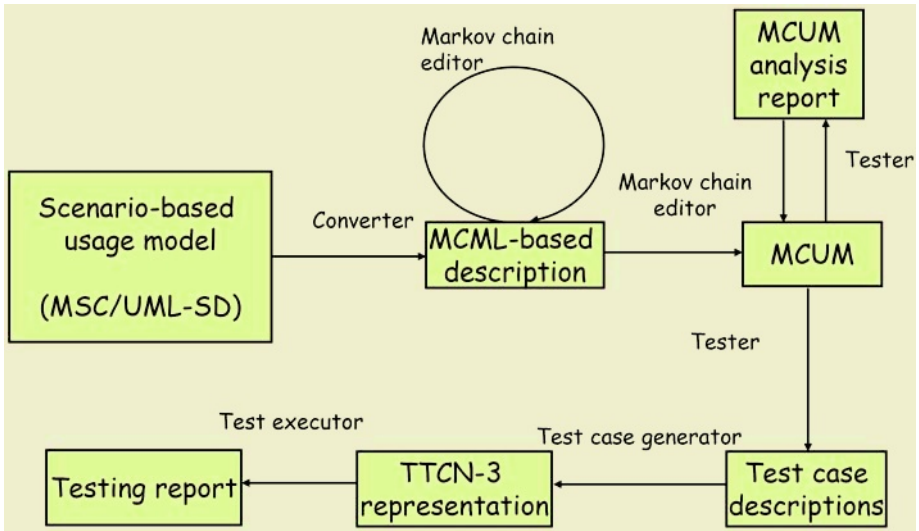 Markov chain
editor
MCUM
analysis
report
Tester
Scenario-based
usage model
(MSC/UML-SD)
Converter
MCML-based
description
Markov chain
editor
MCUM
Tester
Test executor
Test case generator
Testing report
TTCN-3
representation
Test case
descriptions